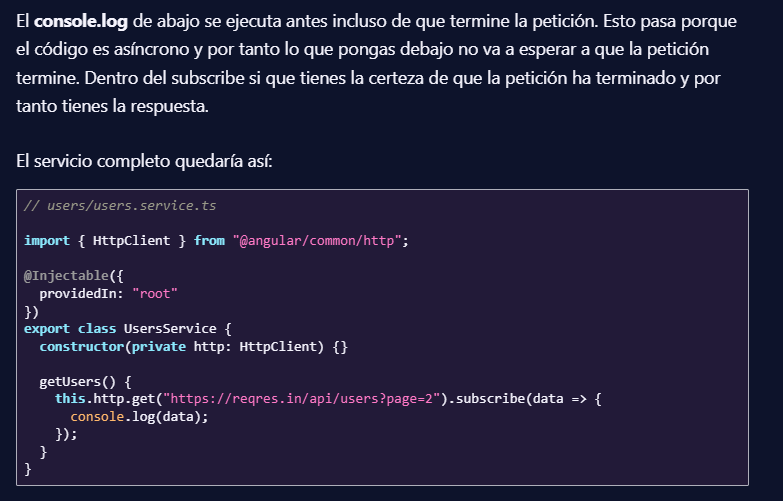 El console.log de abajo se ejecuta antes incluso de que termine la petición. Esto pasa porque
el código es asíncrono y por tanto lo que pongas debajo no va a esperar a que la petición
termine. Dentro del subscribe si que tienes la certeza de que la petición ha terminado y por
tanto tienes la respuesta.
El servicio completo quedaría así:
// users/users.service.ts
import { HttpClient } from "@angular/common/http";
@Injectable({
  providedIn: "root"
})
export class UsersService {
  constructor(private http: HttpClient) {}
  getUsers() {
    this.http.get("https://reqres.in/api/users?page=2").subscribe(data => {
      console.log(data);
    });
  }
}